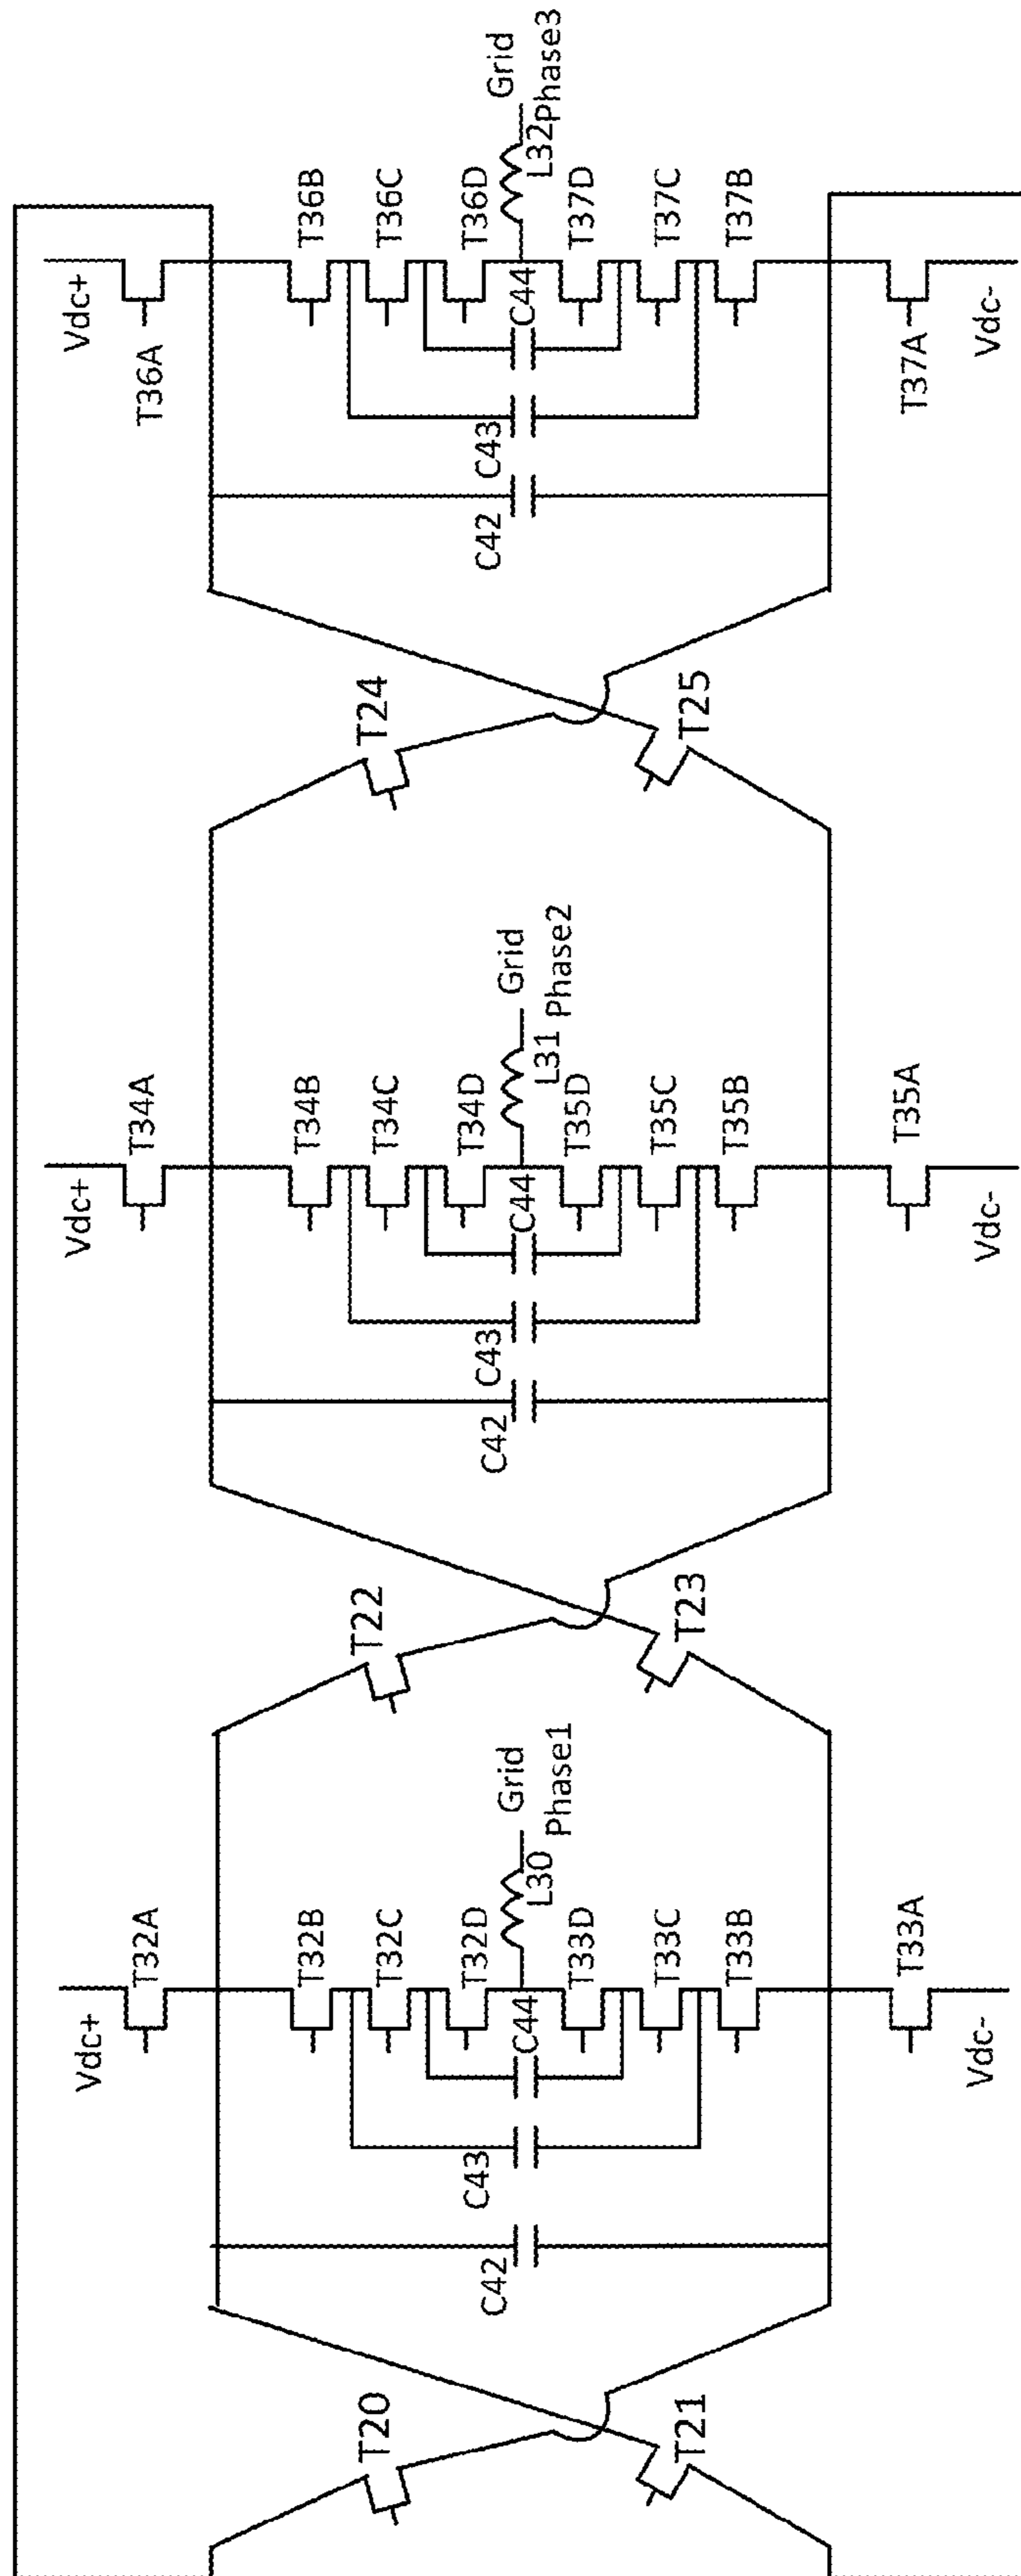 Vdc+
T36A
T36B
T36C
T36D
C44
L32
Grid
Phase3
T37D
T37C
T37B
T37A
Vdc-
C43
C42
T24
T25
Vdc+
T34A
T34B
T34C
T34D
C44
L31
Grid
Phase2
T35D
T35C
T35B
T35A
Vdc-
C43
C42
T22
T23
Vdc+
T32A
T32B
T32C
T32D
C44
L30
Grid
Phase1
T33D
T33C
T33B
T33A
Vdc-
C43
C42
T20
T21